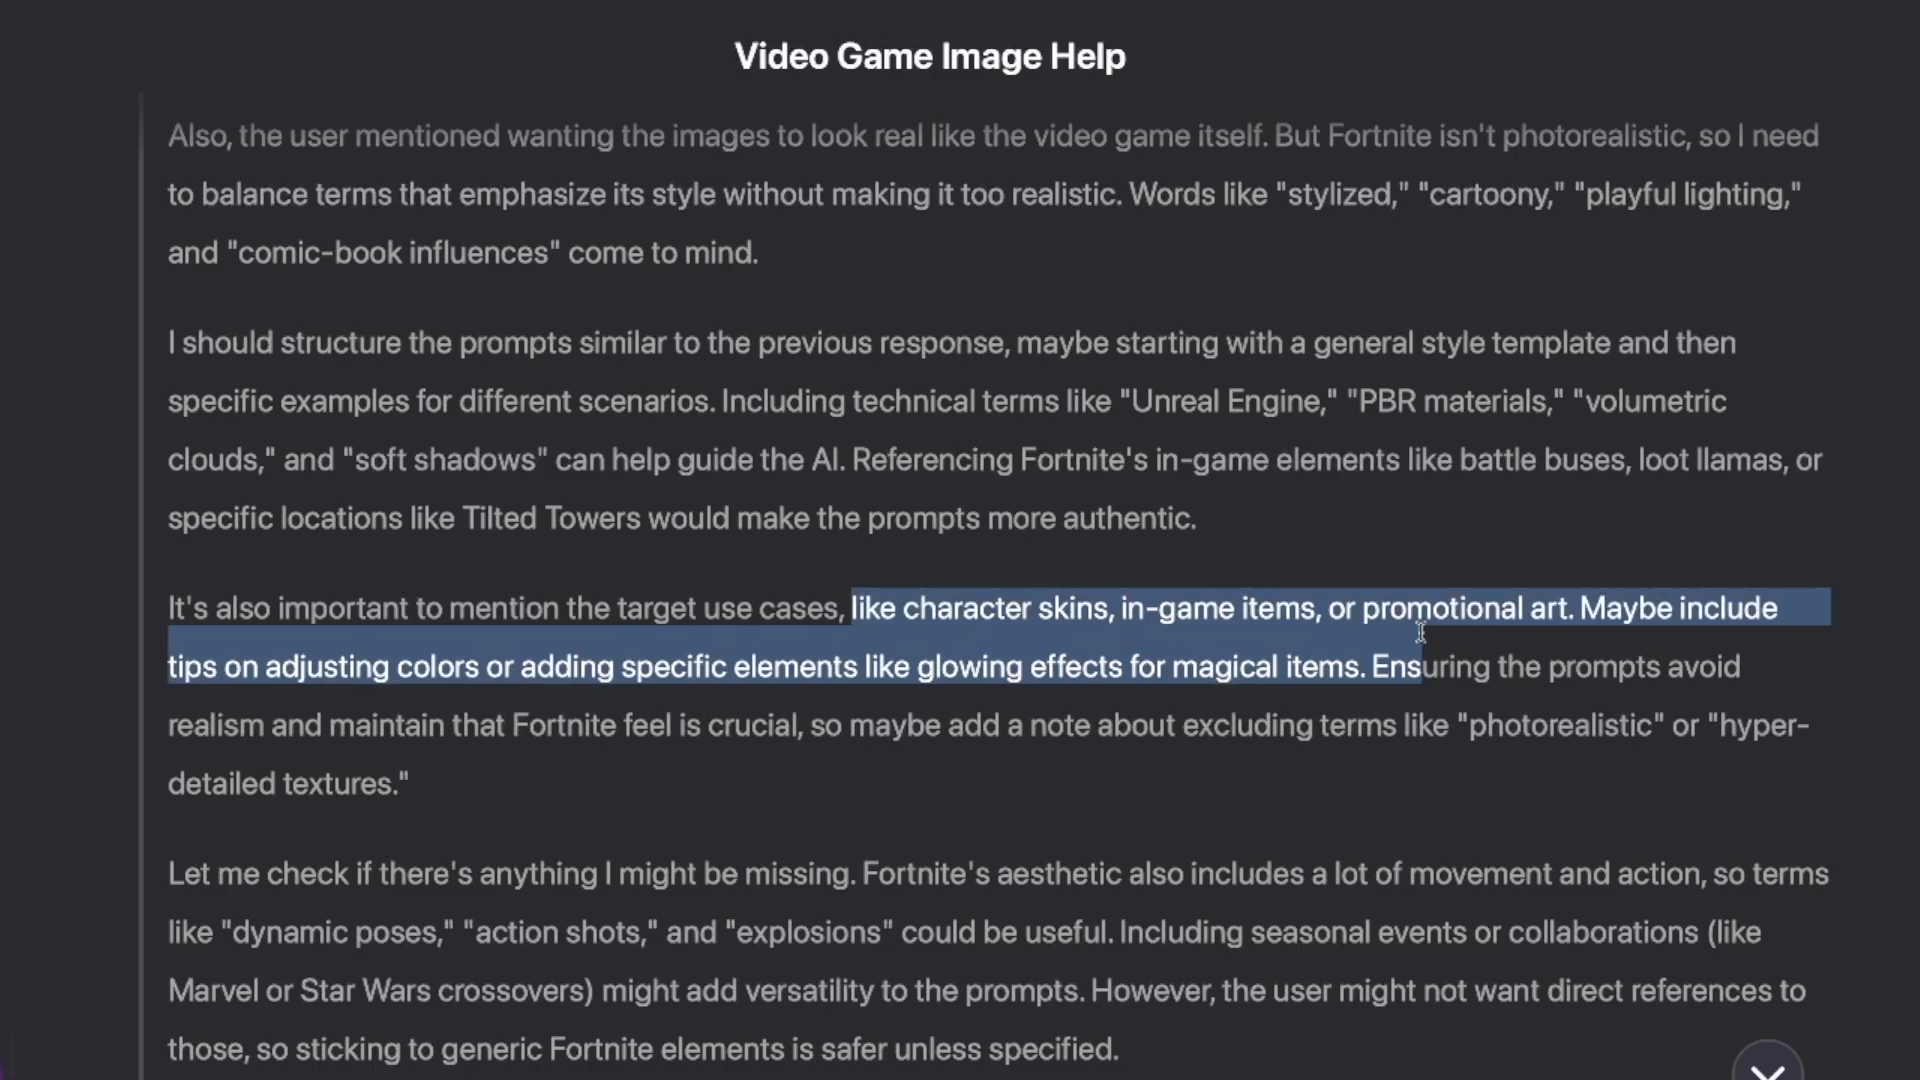 Video Game Image Help
Also, the user mentioned wanting the images to look real like the video game itself. But Fortnite isn't photorealistic, so I need
to balance terms that emphasize its style without making it too realistic. Words like "stylized," "cartoony," "playful lighting,"
and "comic-book influences" come to mind.
I should structure the prompts similar to the previous response, maybe starting with a general style template and then
specific examples for different scenarios. Including technical terms like "Unreal Engine," "PBR materials," "volumetric
clouds," and "soft shadows" can help guide the AI. Referencing Fortnite's in-game elements like battle buses, loot llamas, or
specific locations like Tilted Towers would make the prompts more authentic.
It's also important to mention the target use cases, like character skins, in-game items, or promotional art. Maybe include
tips on adjusting colors or adding specific elements like glowing effects for magical items. Ensuring the prompts avoid
realism and maintain that Fortnite feel is crucial, so maybe add a note about excluding terms like "photorealistic" or "hyper-
detailed textures."
Let me check if there's anything I might be missing. Fortnite's aesthetic also includes a lot of movement and action, so terms
like "dynamic poses," "action shots," and "explosions" could be useful. Including seasonal events or collaborations (like
Marvel or Star Wars crossovers) might add versatility to the prompts. However, the user might not want direct references to
those, so sticking to generic Fortnite elements is safer unless specified.